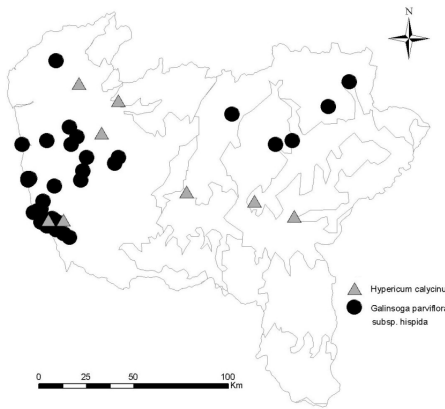 N
Hypericum calycinu
Galinsoga parviflora
subsp. hispida
0 25 50 100
Km